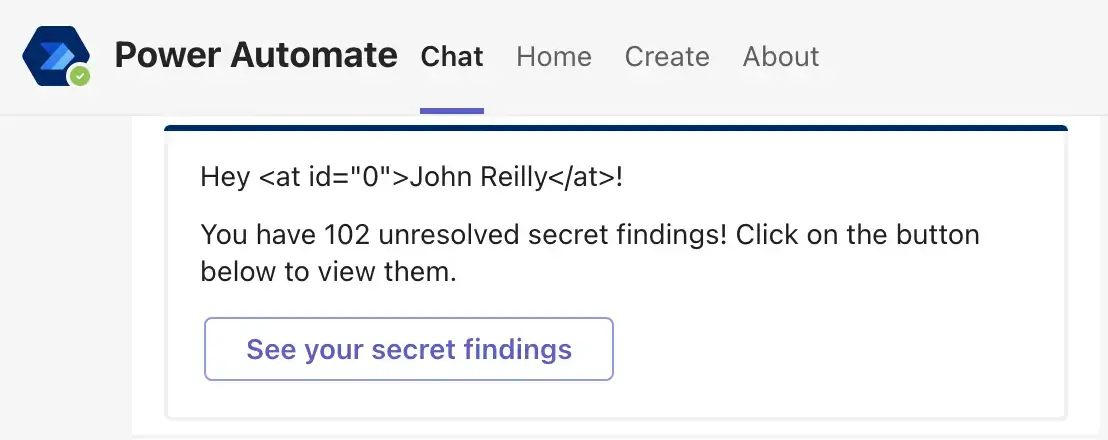 Power Automate Chat Home Create About
Hey <at id="0">John Reilly</at>!
You have 102 unresolved secret findings! Click on the button
below to view them.
See your secret findings